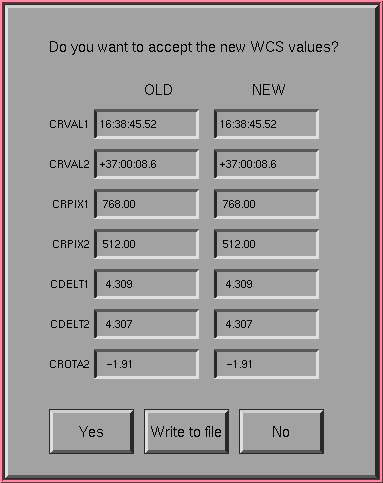 Do you want to accept the new WCS values?
OLD NEW
CRVAL1 16:38:45.52 16:38:45.52
CRVAL2 +37:00:08.6 +37:00:08.6
CRPIX1 768.00 768.00
CRPIX2 512.00 512.00
CDELT1 4.309 4.309
CDELT2 4.307 4.307
CROTA2 −1.91 −1.91
Yes Write to file No